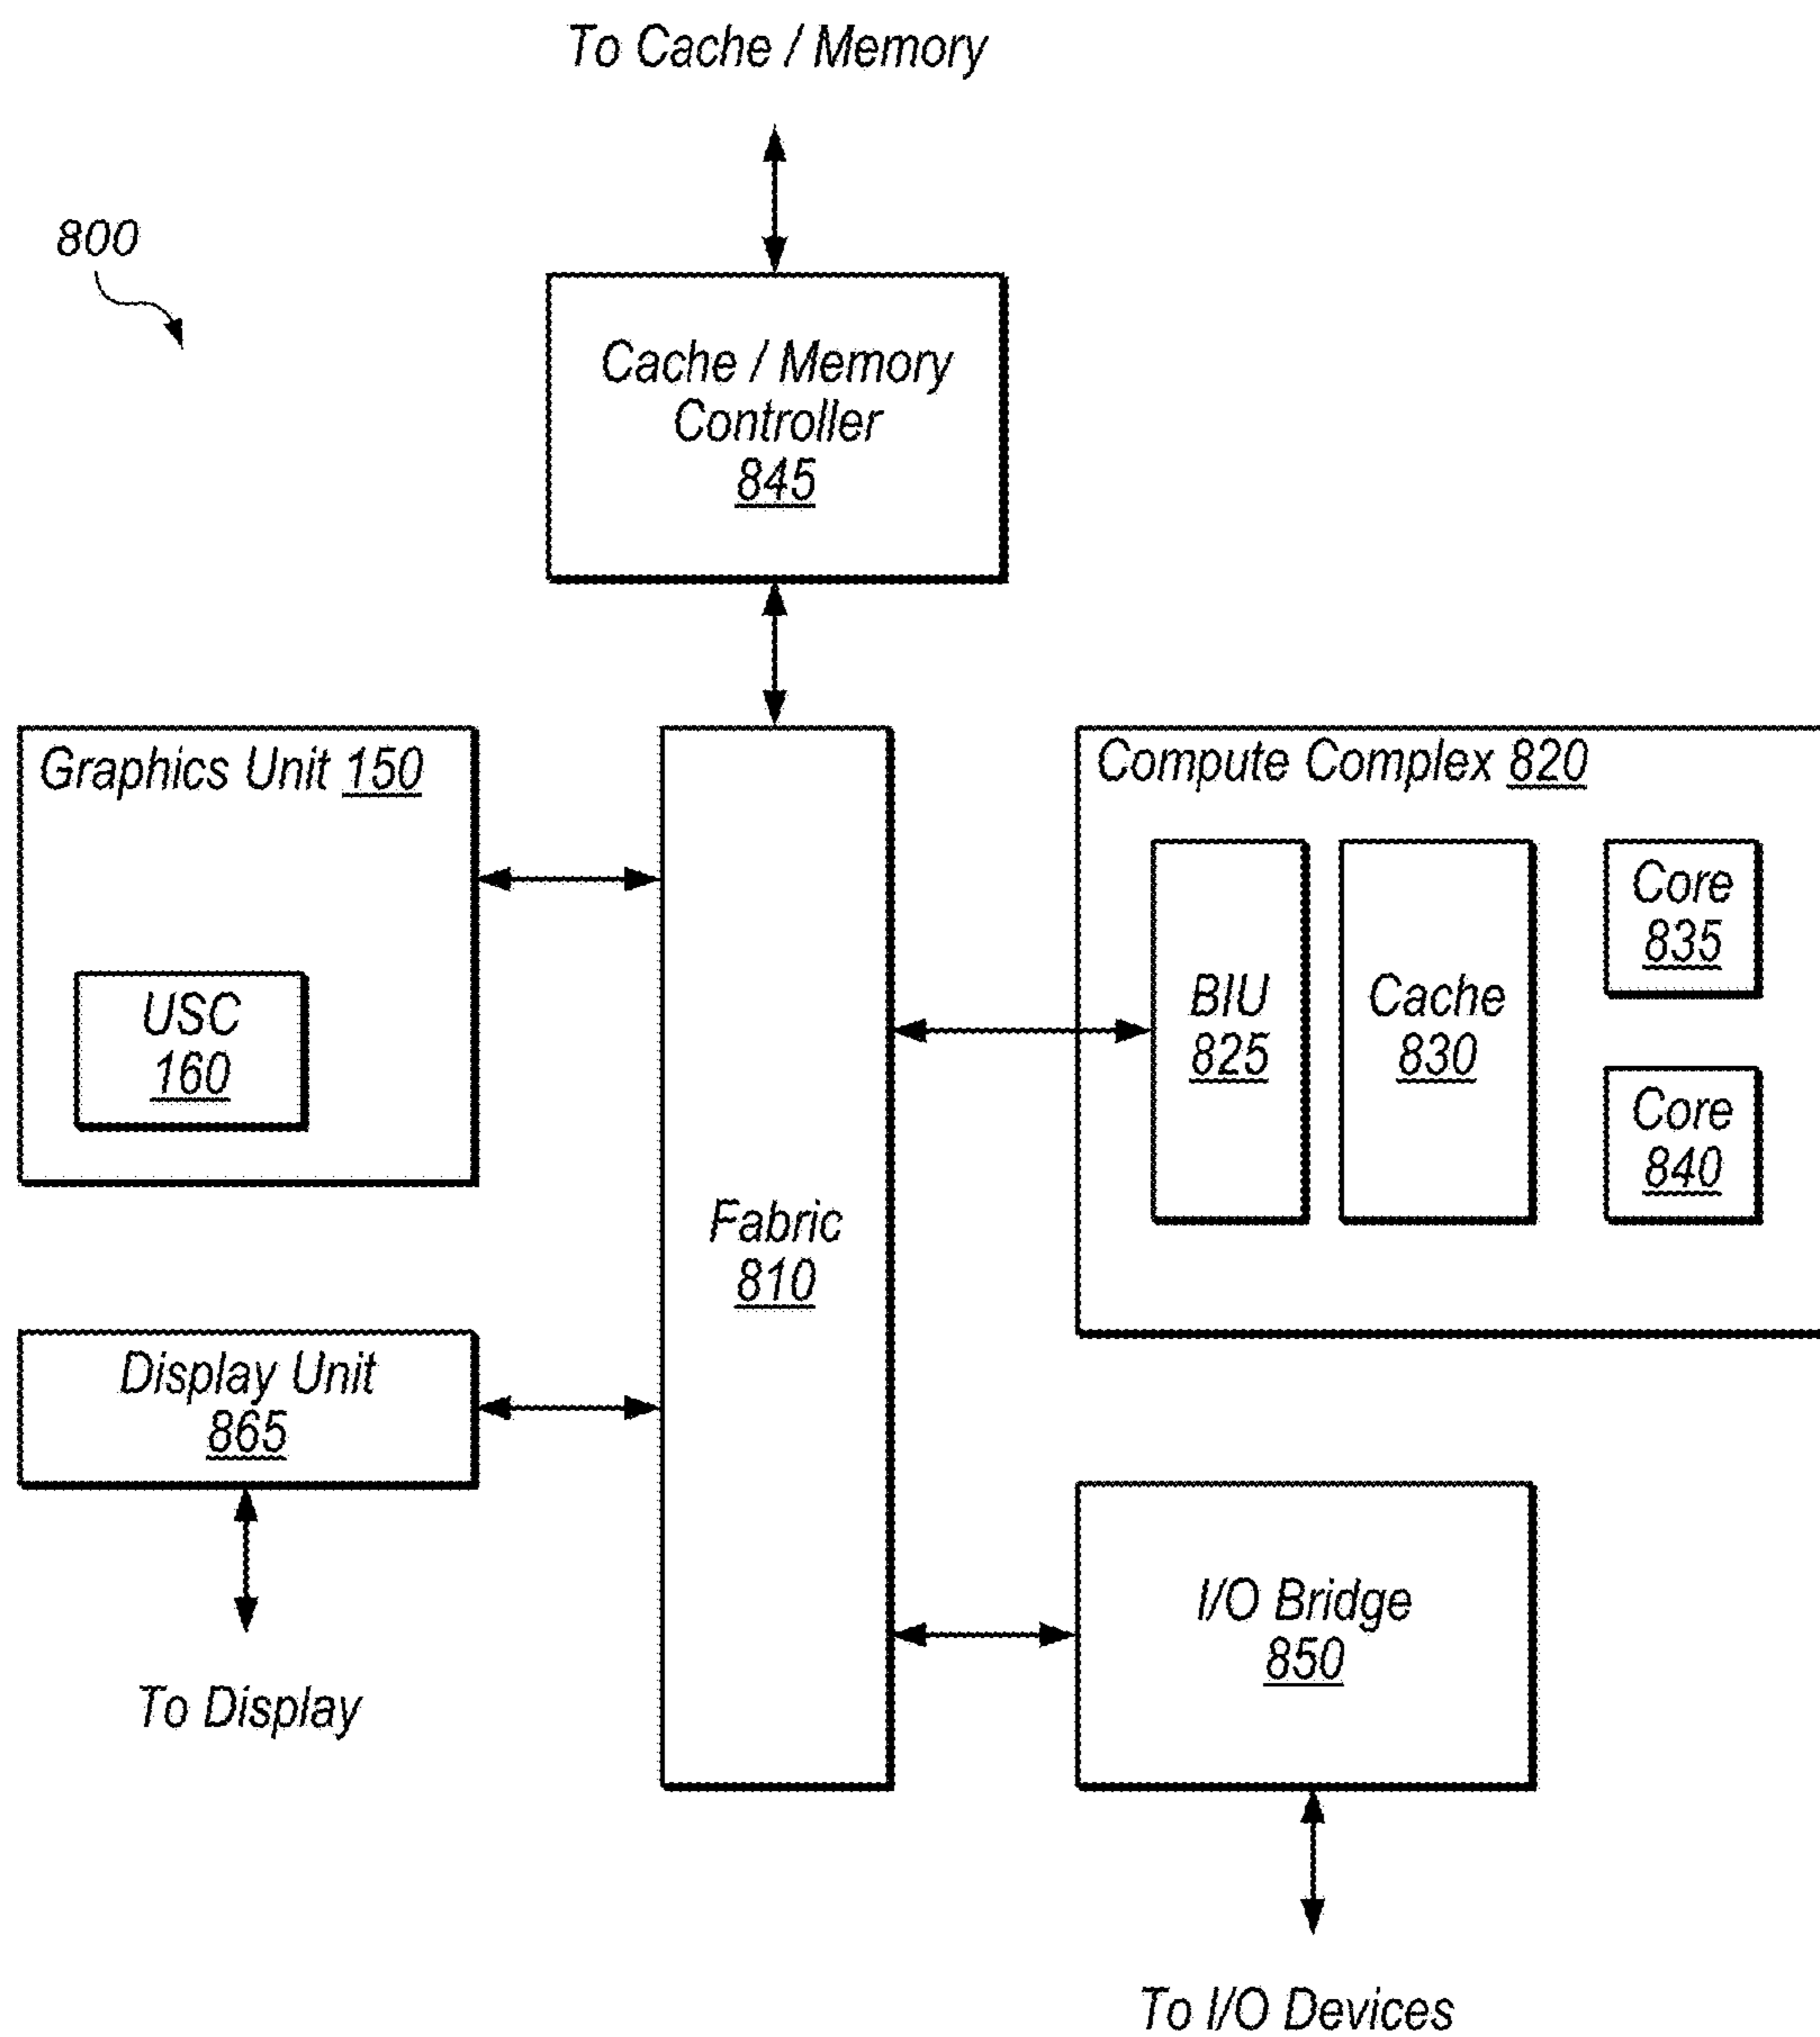 To Cache / Memory
800
Cache / Memory
Controller
845
Graphics Unit 150
USC
160
Fabric
810
Compute Complex 820
BIU
825
Cache
830
Core
835
Core
840
Display Unit
865
To Display
I/O Bridge
850
To I/O Devices